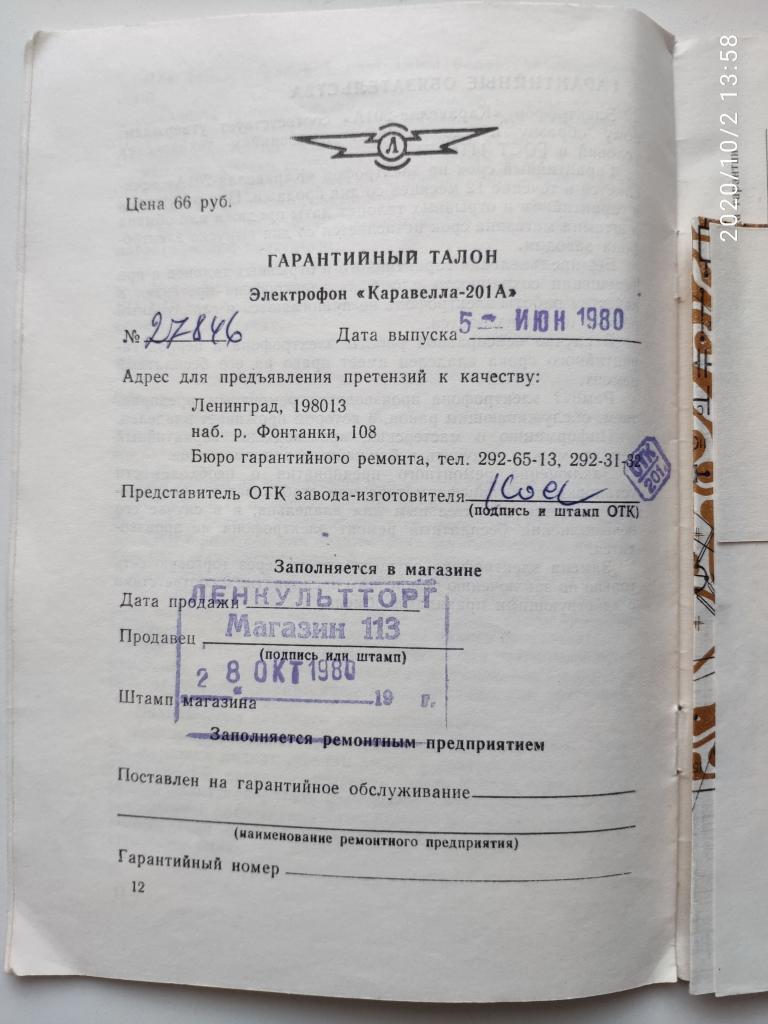 2020/10/2 13:58
Л
Цена 66 руб.
ГАРАНТИЙНЫЙ ТАЛОН
Электрофон «Каравелла-201А»
№ 27846 Дата выпуска 5 – ИЮН 1980
Адрес для предъявления претензий к качеству:
Ленинград, 198013
наб. р. Фонтанки, 108
Бюро гарантийного ремонта, тел. 292-65-13, 292-31-32
ОТК
201
Представитель ОТК завода-изготовителя
(подпись и штамп ОТК)
Заполняется в магазине
ЛЕНКУЛЬТТОРГ
Дата продажи
Магазин 113
Продавец
(подпись или штамп)
28 ОКТ 1980
Штамп магазина
19 г.
Заполняется ремонтным предприятием
Поставлен на гарантийное обслуживание
(наименование ремонтного предприятия)
Гарантийный номер
12